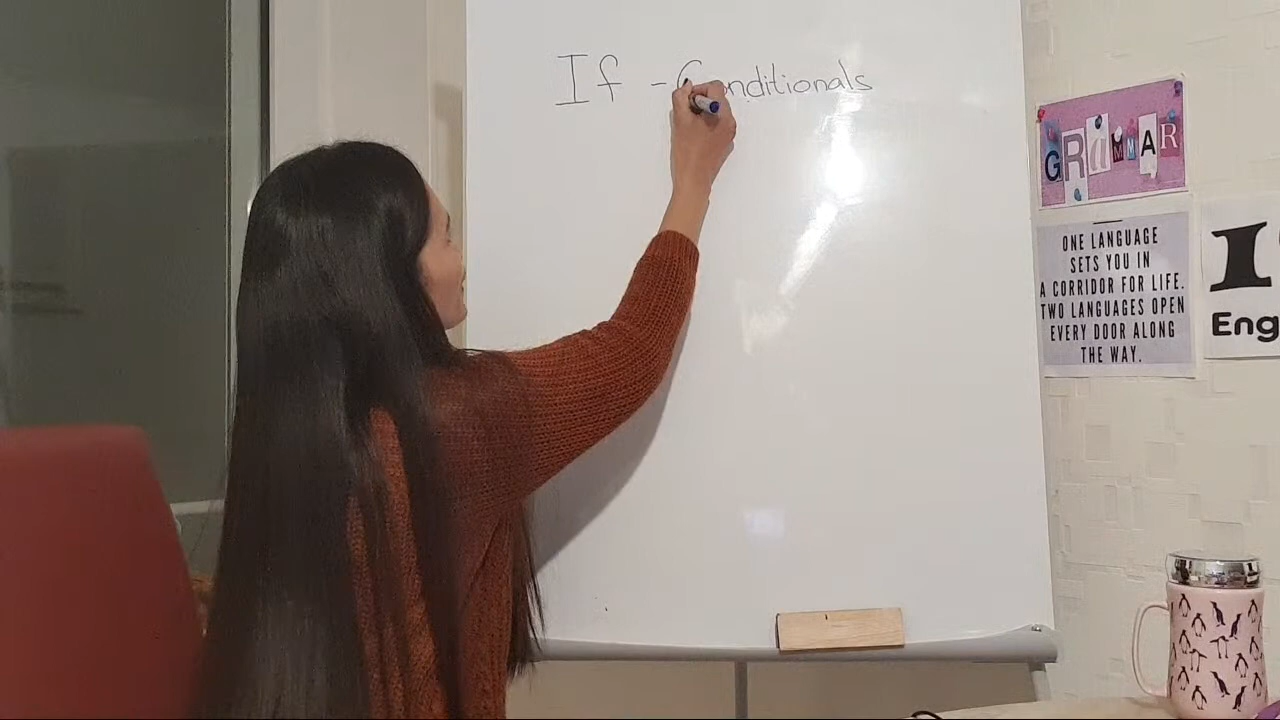 If - Conditionals
GRAMMAR
ONE LANGUAGE
SETS YOU IN
A CORRIDOR FOR LIFE.
TWO LANGUAGES OPEN
EVERY DOOR ALONG
THE WAY.
I
Eng